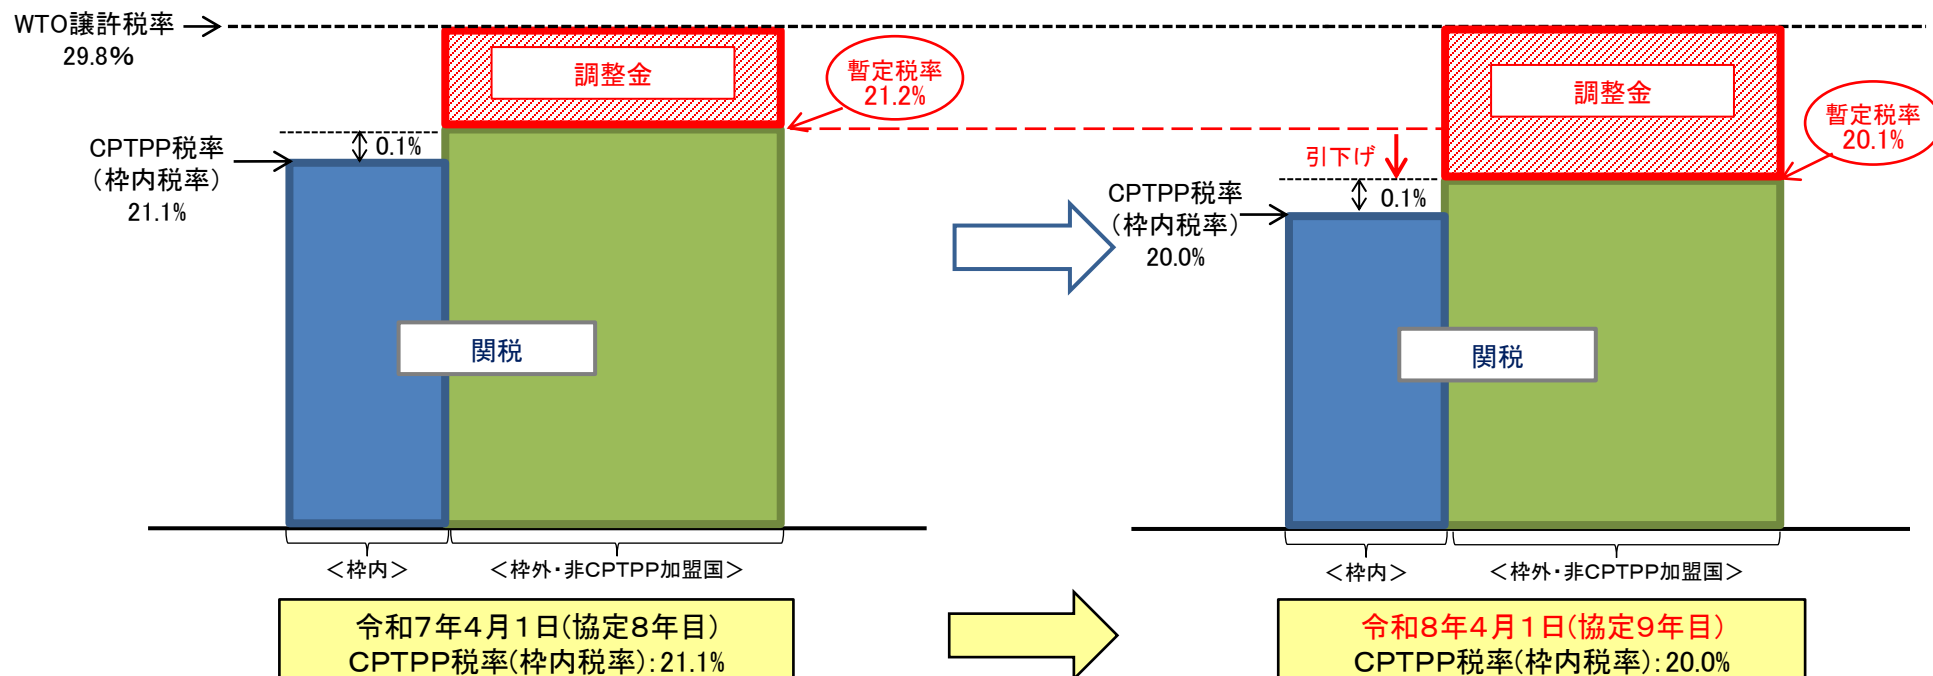 WTO譲許税率
29.8%
調整金
暫定税率
21.2%
0.1%
CPTPP税率
（枠内税率）
21.1%
関税
＜枠内＞
＜枠外・非CPTPP加盟国＞
令和７年４月１日(協定８年目)
CPTPP税率(枠内税率)：21.1%
調整金
暫定税率
20.1%
引下げ
0.1%
CPTPP税率
（枠内税率）
20.0%
関税
＜枠内＞
＜枠外・非CPTPP加盟国＞
令和８年４月１日(協定９年目)
CPTPP税率(枠内税率)：20.0%